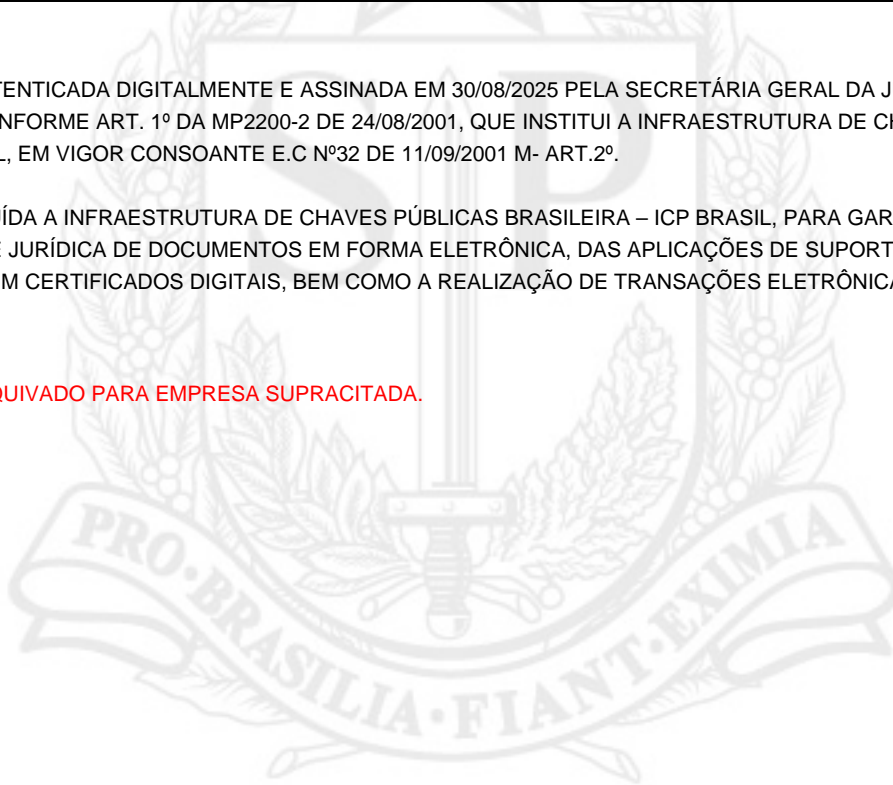 TENTICADA DIGITALMENTE E ASSINADA EM 30/08/2025 PELA SECRETÁRIA GERAL DA J
NFORME ART. 1º DA MP2200-2 DE 24/08/2001, QUE INSTITUI A INFRAESTRUTURA DE CH
L, EM VIGOR CONSOANTE E.C Nº32 DE 11/09/2001 M- ART.2º.
UÍDA A INFRAESTRUTURA DE CHAVES PÚBLICAS BRASILEIRA – ICP BRASIL, PARA GAR
E JURÍDICA DE DOCUMENTOS EM FORMA ELETRÔNICA, DAS APLICAÇÕES DE SUPORT
M CERTIFICADOS DIGITAIS, BEM COMO A REALIZAÇÃO DE TRANSAÇÕES ELETRÔNICA
QUIVADO PARA EMPRESA SUPRACITADA.
SP
PRO·BRASILIA·FIANT·EXIMIA